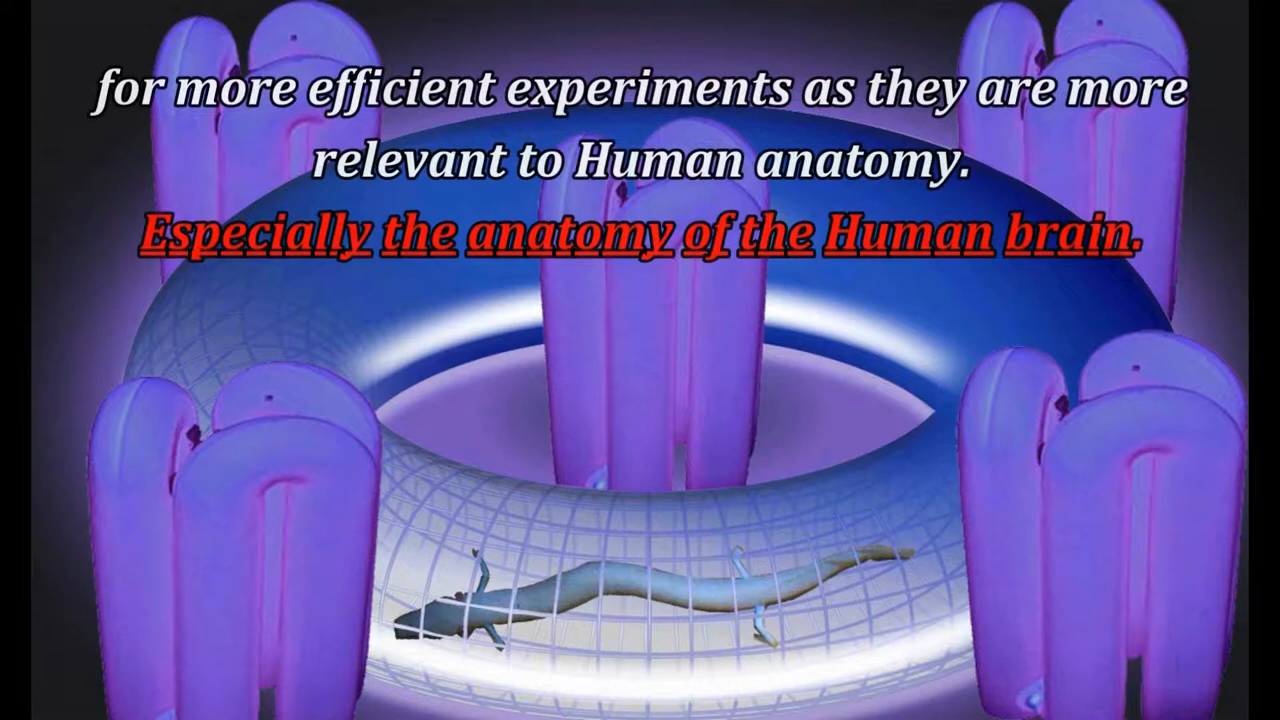 for more efficient experiments as they are more
relevant to Human anatomy.
Especially the anatomy of the Human brain.